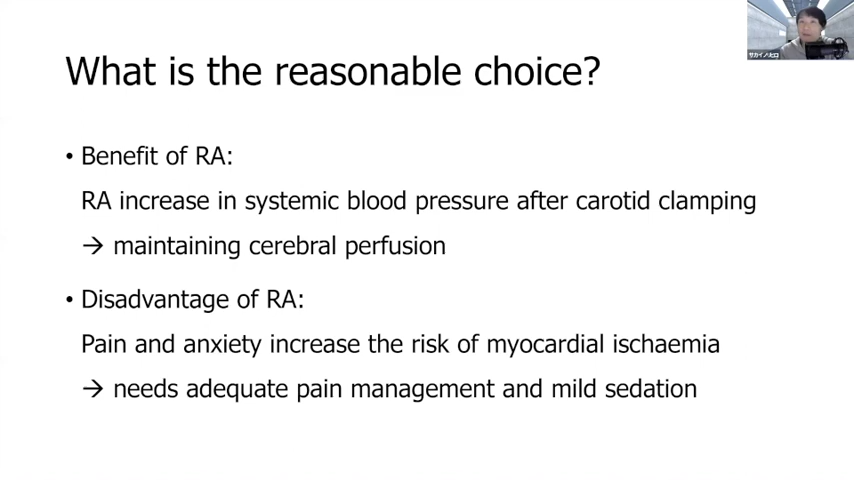 What is the reasonable choice?
• Benefit of RA:
RA increase in systemic blood pressure after carotid clamping
→ maintaining cerebral perfusion
• Disadvantage of RA:
Pain and anxiety increase the risk of myocardial ischaemia
→ needs adequate pain management and mild sedation